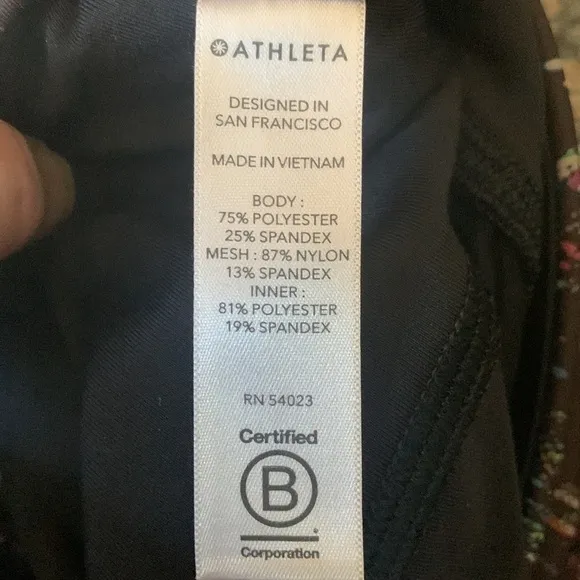 ATHLETA
DESIGNED IN
SAN FRANCISCO
MADE IN VIETNAM
BODY :
75% POLYESTER
25% SPANDEX
MESH : 87% NYLON
13% SPANDEX
INNER :
81% POLYESTER
19% SPANDEX
RN 54023
Certified
B
Corporation